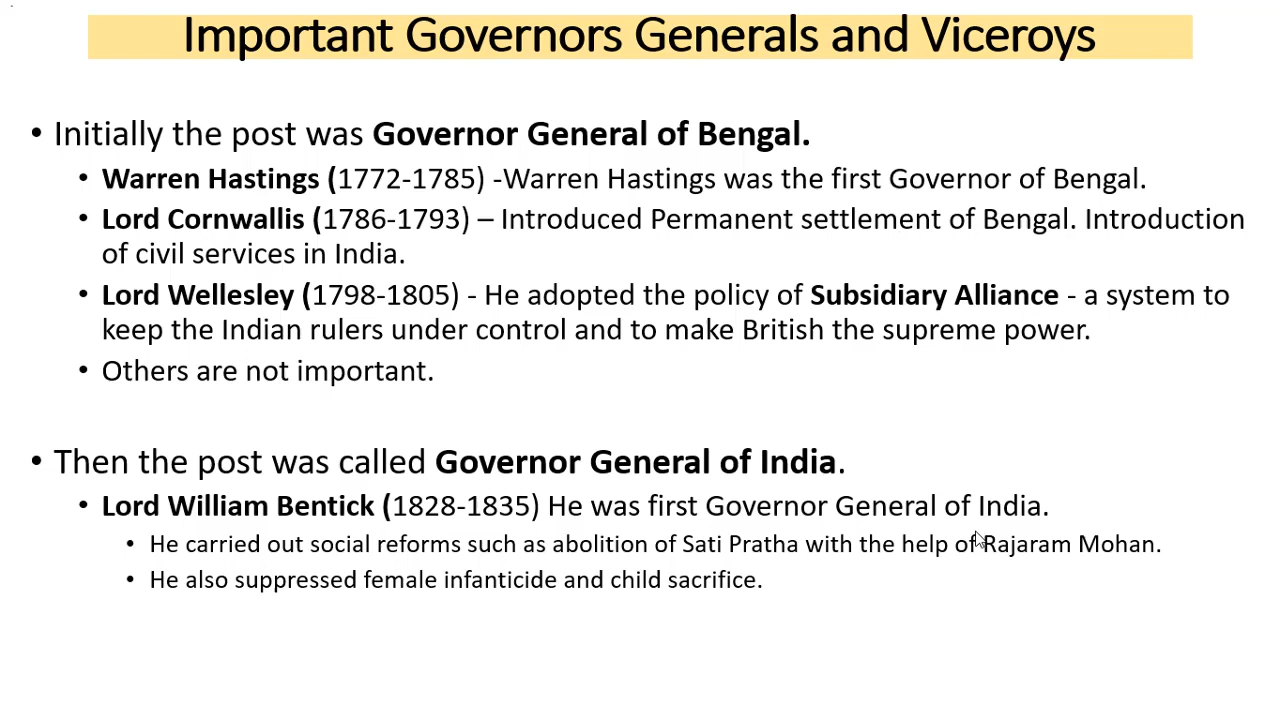 Important Governors Generals and Viceroys
• Initially the post was Governor General of Bengal.
• Warren Hastings (1772-1785) -Warren Hastings was the first Governor of Bengal.
• Lord Cornwallis (1786-1793) – Introduced Permanent settlement of Bengal. Introduction
of civil services in India.
• Lord Wellesley (1798-1805) - He adopted the policy of Subsidiary Alliance - a system to
keep the Indian rulers under control and to make British the supreme power.
• Others are not important.
• Then the post was called Governor General of India.
• Lord William Bentick (1828-1835) He was first Governor General of India.
• He carried out social reforms such as abolition of Sati Pratha with the help of Rajaram Mohan.
• He also suppressed female infanticide and child sacrifice.